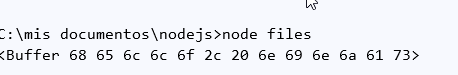 C:\mis documentos\nodejs>node files
<Buffer 68 65 6c 6c 6f 2c 20 6e 69 6e 6a 61 73>